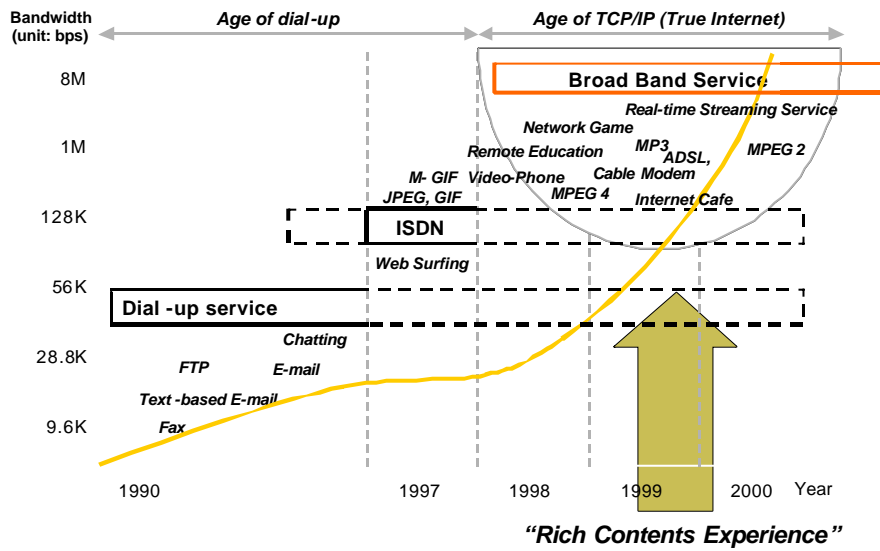 Bandwidth
(unit: bps)
Age of dial-up
Age of TCP/IP (True Internet)
8M
Broad Band Service
Real-time Streaming Service
Network Game
1M
MP3
Remote Education
ADSL,
MPEG 2
M- GIF
Video-Phone
Cable Modem
JPEG, GIF
MPEG 4
Internet Cafe
128K
ISDN
Web Surfing
56K
Dial -up service
Chatting
28.8K
FTP
E-mail
Text -based E-mail
9.6K
Fax
1990
1997
1998
1999
2000
Year
“Rich Contents Experience”